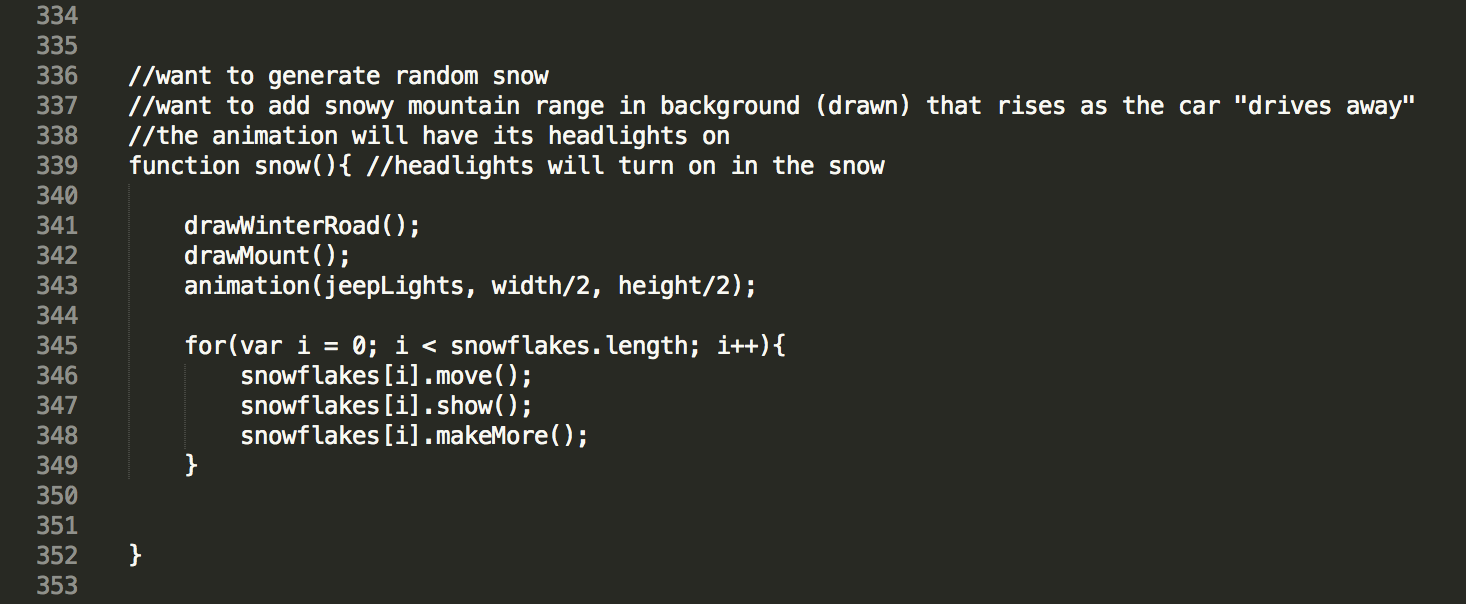 334
335
336 //want to generate random snow
337 //want to add snowy mountain range in background (drawn) that rises as the car "drives away"
338 //the animation will have its headlights on
339 function snow(){ //headlights will turn on in the snow
340
341 drawWinterRoad();
342 drawMount();
343 animation(jeepLights, width/2, height/2);
344
345 for(var i = 0; i < snowflakes.length; i++){
346 snowflakes[i].move();
347 snowflakes[i].show();
348 snowflakes[i].makeMore();
349 }
350
351
352 }
353